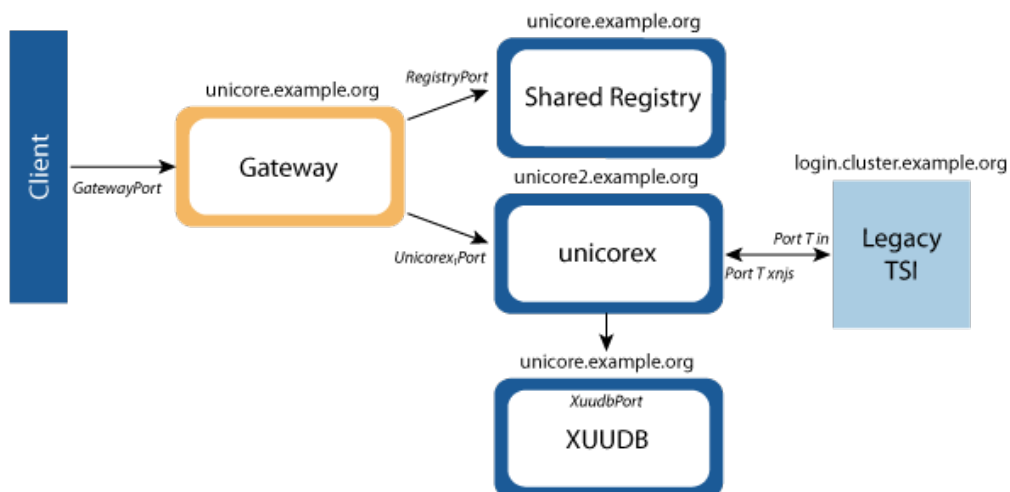 unicore.example.org
RegistryPort
Shared Registry
unicore.example.org
Client
GatewayPort
Gateway
unicore2.example.org
login.cluster.example.org
Unicorex₁Port
unicorex
Port T in
Port T xnjs
Legacy
TSI
unicore.example.org
XuudbPort
XUUDB